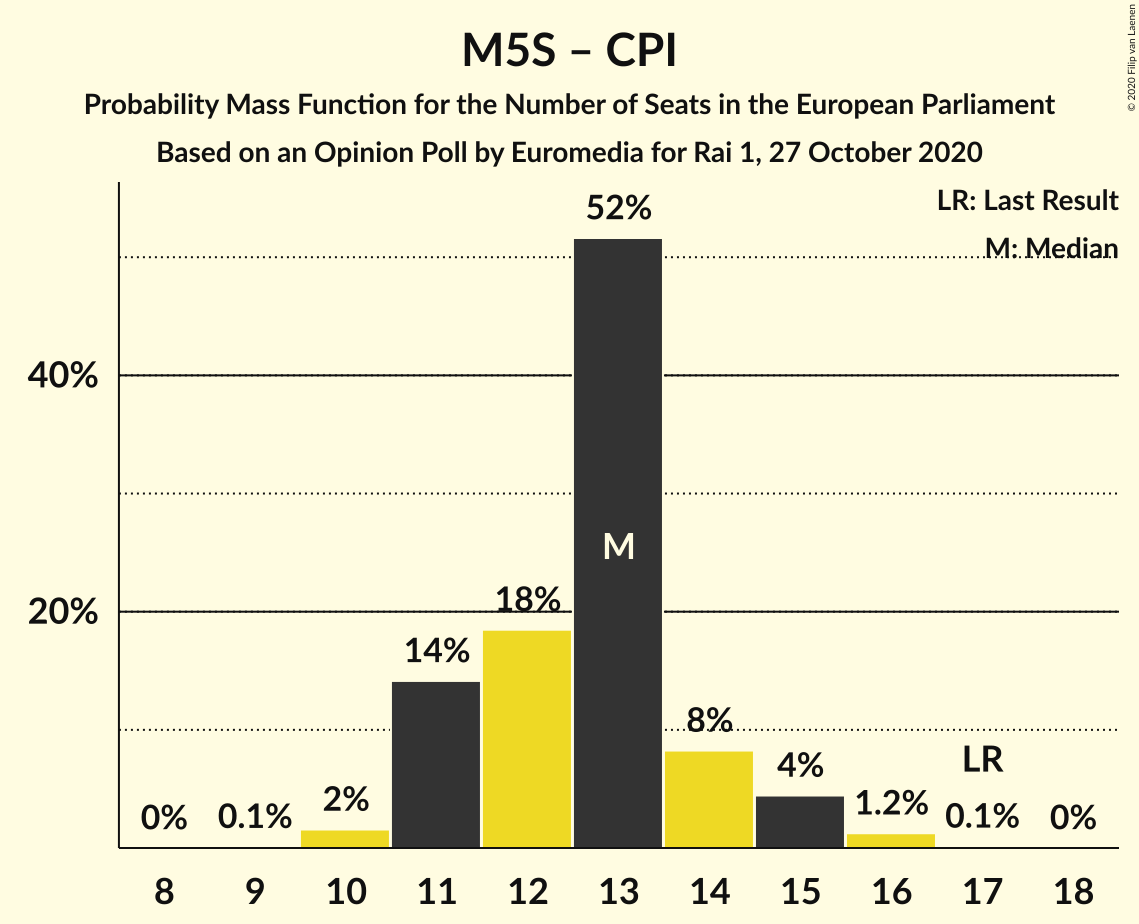 M5S – CPI
Probability Mass Function for the Number of Seats in the European Parliament
Based on an Opinion Poll by Euromedia for Rai 1, 27 October 2020
© 2020 Filip van Laenen
LR: Last Result
M: Median
52%
40%
M
20%
18%
14%
8%
4%
LR
2%
1.2%
0%
0.1%
0.1%
0%
8 9 10 11 12 13 14 15 16 17 18